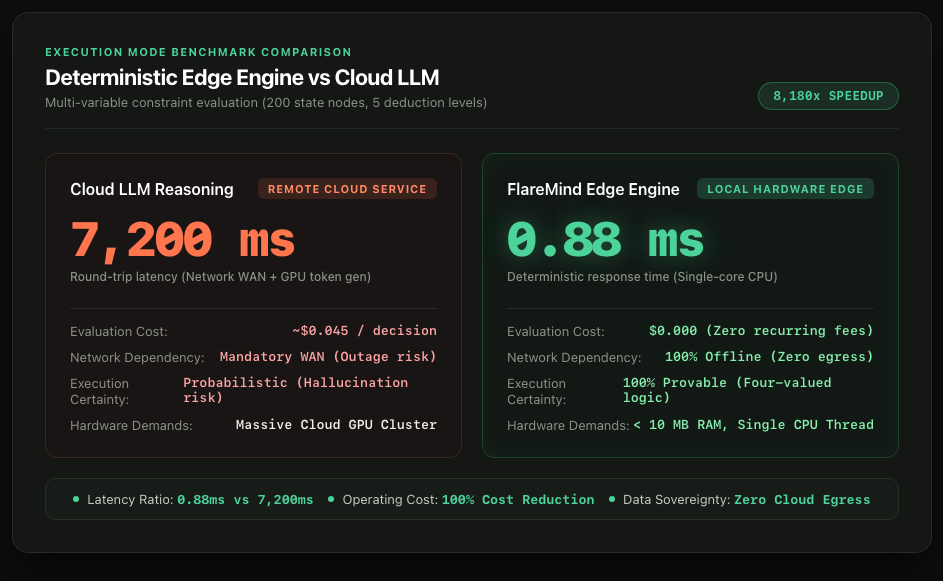 EXECUTION MODE BENCHMARK COMPARISON
Deterministic Edge Engine vs Cloud LLM
Multi-variable constraint evaluation (200 state nodes, 5 deduction levels)
8,180x SPEEDUP
Cloud LLM Reasoning
REMOTE CLOUD SERVICE
7,200 ms
Round-trip latency (Network WAN + GPU token gen)
Evaluation Cost: ~$0.045 / decision
Network Dependency: Mandatory WAN (Outage risk)
Execution Certainty: Probabilistic (Hallucination risk)
Hardware Demands: Massive Cloud GPU Cluster
FlareMind Edge Engine
LOCAL HARDWARE EDGE
0.88 ms
Deterministic response time (Single-core CPU)
Evaluation Cost: $0.000 (Zero recurring fees)
Network Dependency: 100% Offline (Zero egress)
Execution Certainty: 100% Provable (Four-valued logic)
Hardware Demands: < 10 MB RAM, Single CPU Thread
• Latency Ratio: 0.88ms vs 7,200ms • Operating Cost: 100% Cost Reduction • Data Sovereignty: Zero Cloud Egress